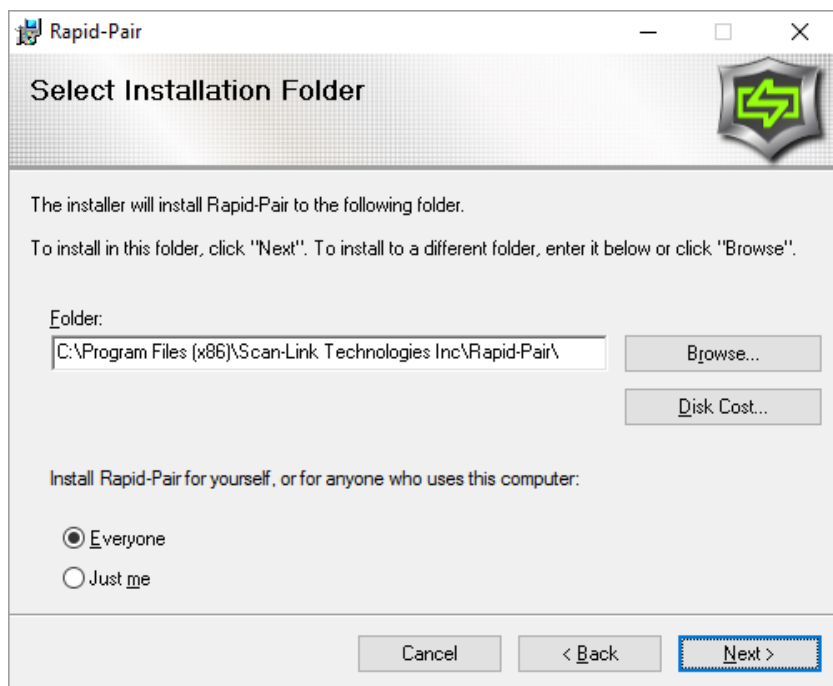 Rapid-Pair
Select Installation Folder
The installer will install Rapid-Pair to the following folder.
To install in this folder, click "Next". To install to a different folder, enter it below or click "Browse".
Folder:
C:\Program Files (x86)\Scan-Link Technologies Inc\Rapid-Pair\
Browse...
Disk Cost...
Install Rapid-Pair for yourself, or for anyone who uses this computer:
Everyone
Just me
Cancel
< Back
Next >